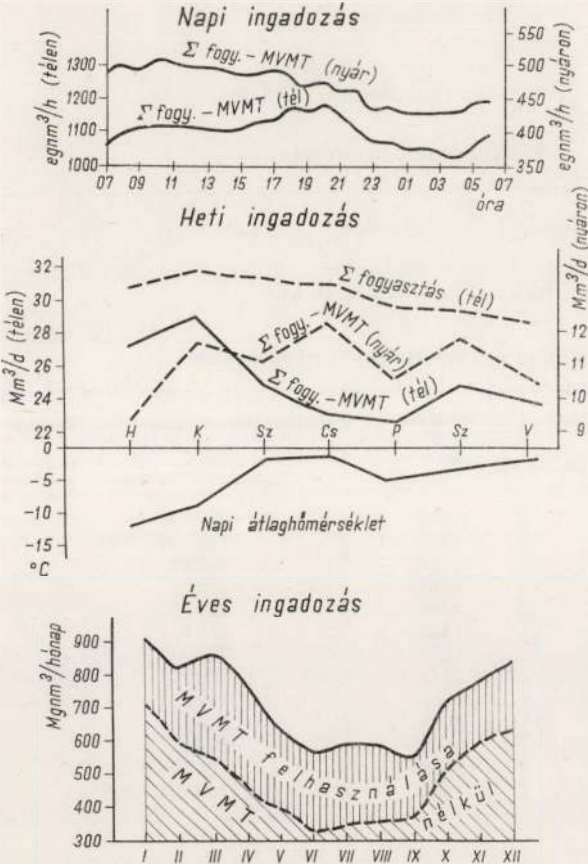 Napi ingadozás
egnm³/h (télen)
1300
1200
1100
1000
Σ fogy.-MVMT (nyár)
Σ fogy.-MVMT (tél)
550
500
450
400
350
egnm³/h (nyáron)
07 09 11 13 15 17 19 21 23 01 03 05 07
óra
Heti ingadozás
Mm³/d (télen)
32
30
28
26
24
22
Σ fogyasztás (tél)
Σ fogy.-MVMT (nyár)
Σ fogy.-MVMT (tél)
Mm³/d (nyáron)
12
11
10
9
H K Sz Cs P Sz V
0
-5
-10
-15
°C
Napi átlaghőmérséklet
Éves ingadozás
Mgnm³/hónap
900
800
700
600
500
400
300
MVMT felhasználása
MVMT nélkül
I II III IV V VI VII VIII IX X XI XII